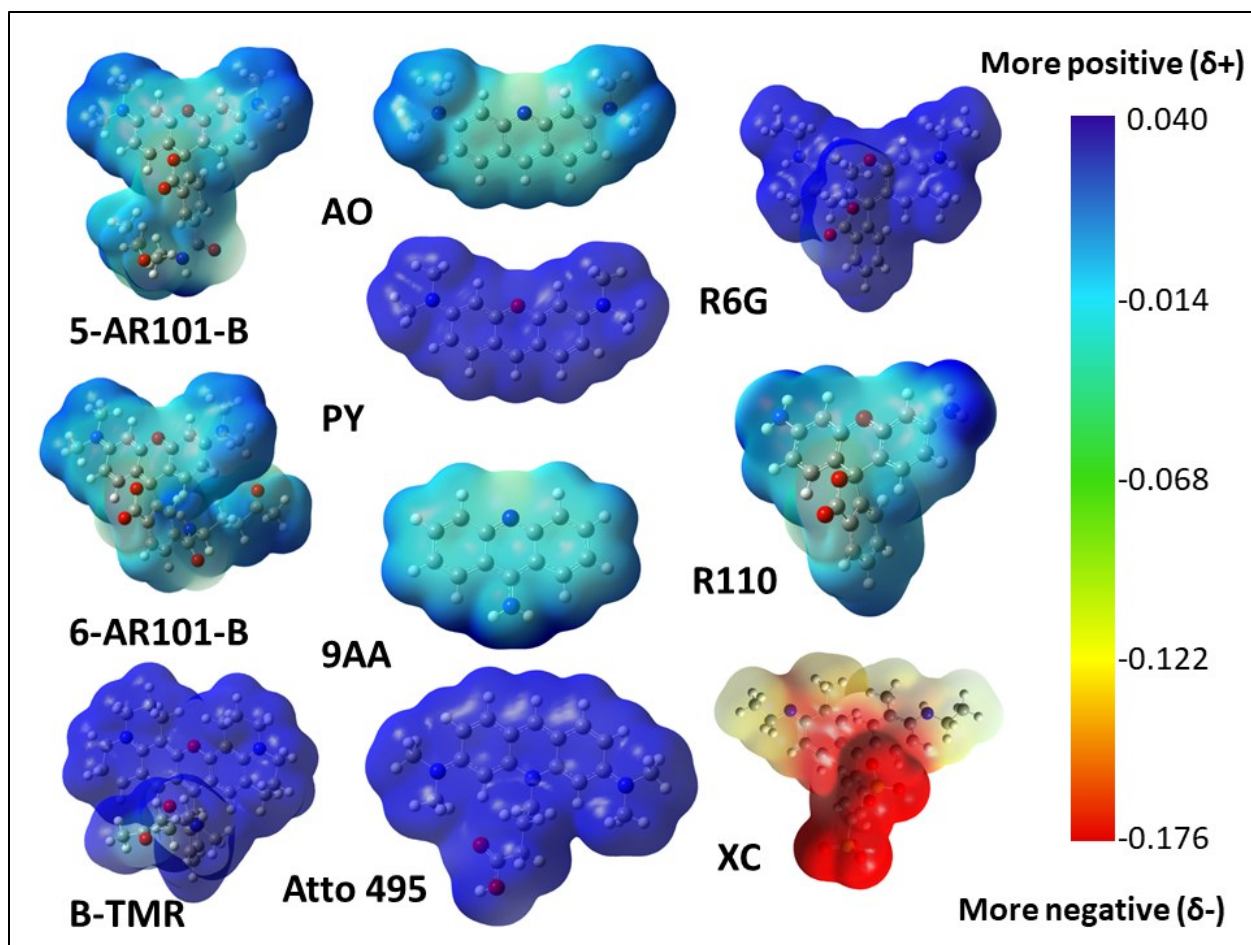 5-AR101-B
6-AR101-B
B-TMR
AO
PY
9AA
Atto 495
R6G
R110
XC
More positive (δ+)
0.040
-0.014
-0.068
-0.122
-0.176
More negative (δ-)